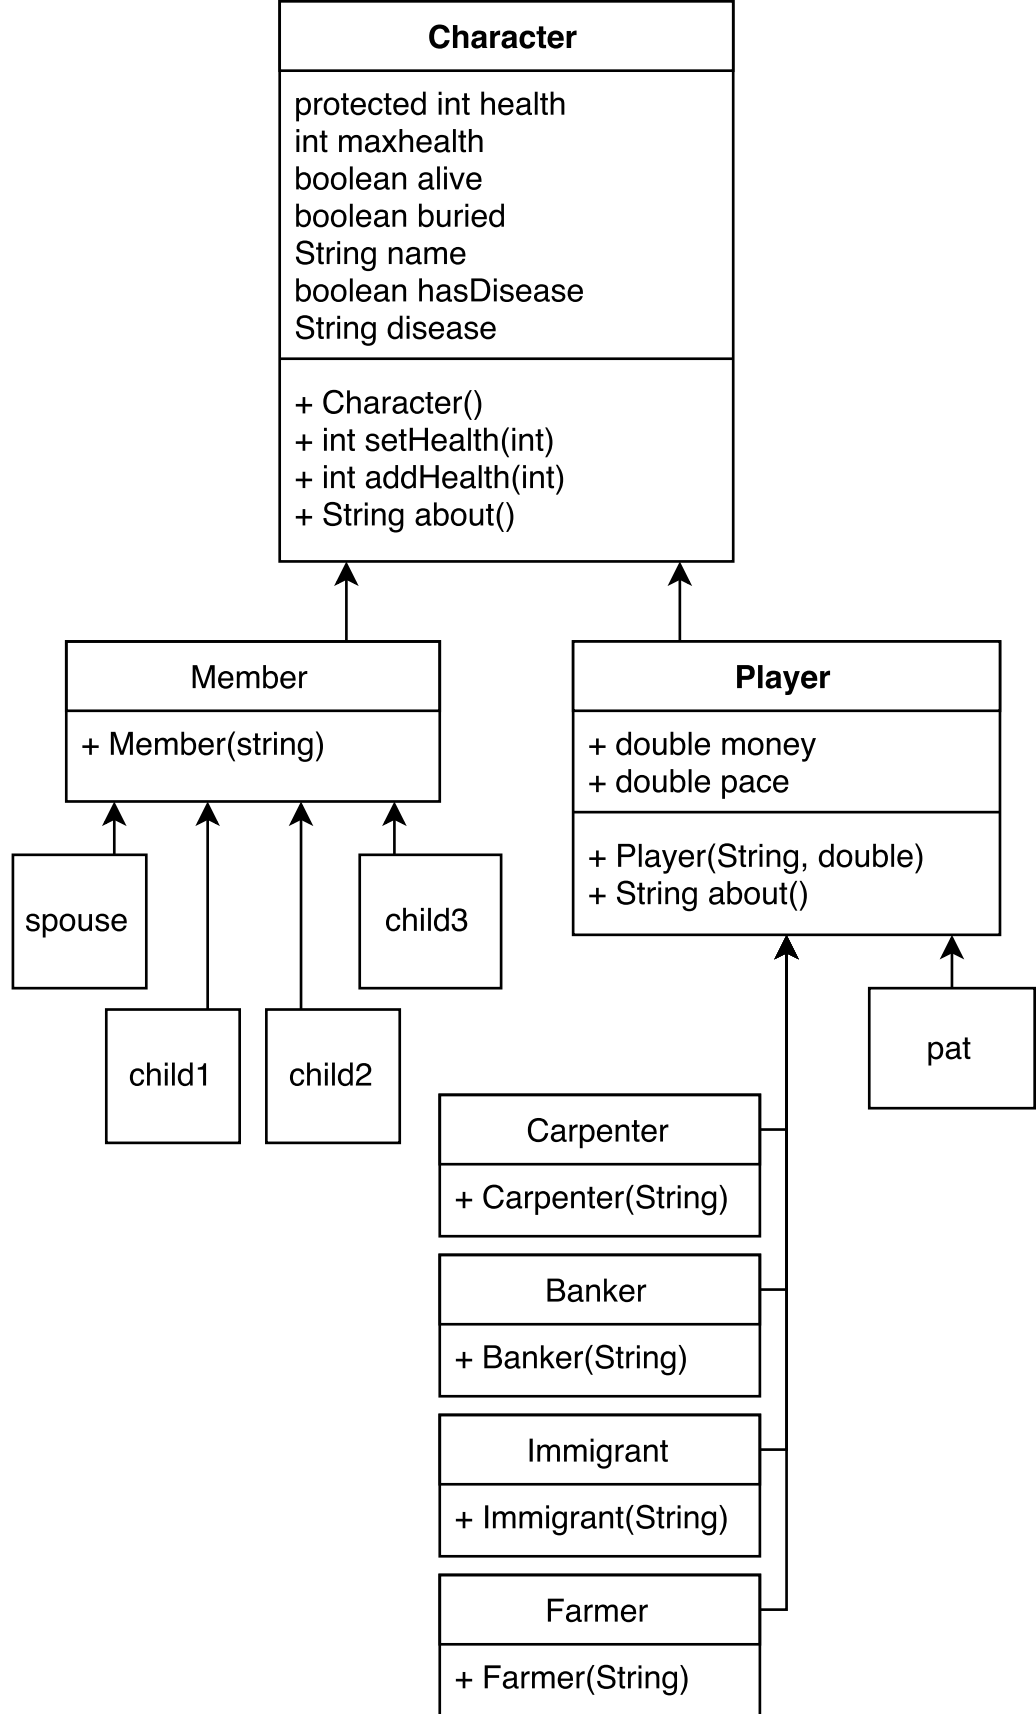 Character
protected int health
int maxhealth
boolean alive
boolean buried
String name
boolean hasDisease
String disease
+ Character()
+ int setHealth(int)
+ int addHealth(int)
+ String about()
Member
+ Member(string)
Player
+ double money
+ double pace
+ Player(String, double)
+ String about()
spouse
child3
child1
child2
pat
Carpenter
+ Carpenter(String)
Banker
+ Banker(String)
Immigrant
+ Immigrant(String)
Farmer
+ Farmer(String)